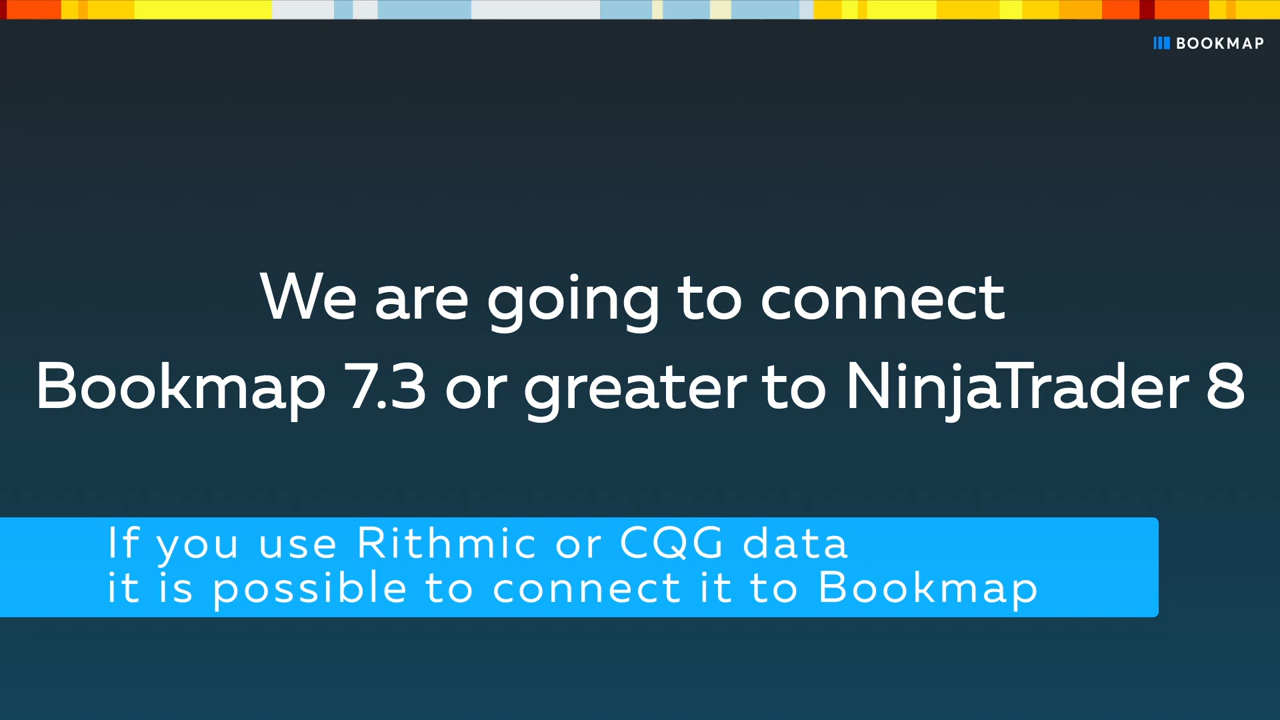 BOOKMAP
We are going to connect
Bookmap 7.3 or greater to NinjaTrader 8
If you use Rithmic or CQG data
it is possible to connect it to Bookmap